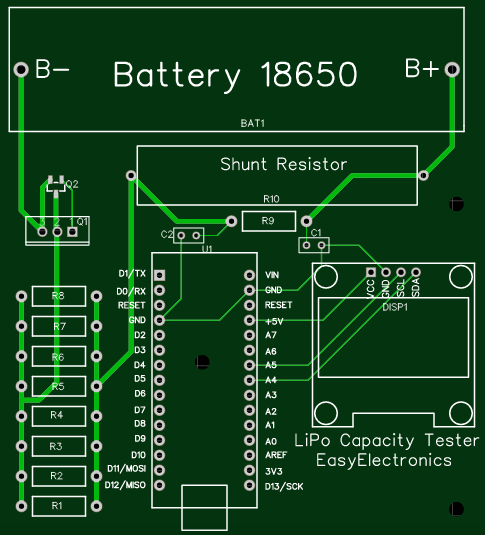 B- Battery 18650 B+
BAT1
Q2
Shunt Resistor
R10
3 2 1 Q1
R9
C2
C1
U1
D1/TX VIN
D0/RX GND
RESET RESET
GND +5V
D2 A7
D3 A6
D4 A5
D5 A4
D6 A3
D7 A2
D8 A1
D9 A0
D10 AREF
D11/MOSI 3V3
D12/MISO D13/SCK
VCC
GND
SCL
SDA
DISP1
R8
R7
R6
R5
R4
R3
R2
R1
LiPo Capacity Tester
EasyElectronics